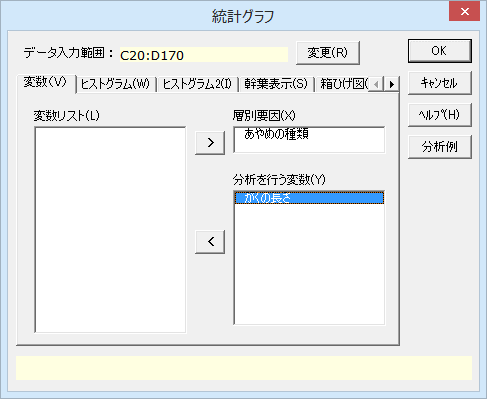 統計グラフ
データ入力範囲： C20:D170 変更(R)
OK
変数(V) ヒストグラム(W) ヒストグラム2(I) 幹葉表示(S) 箱ひげ図(
キャンセル
変数リスト(L) 層別要因(X)
ヘルプ(H)
> あやめの種類
分析例
分析を行う変数(Y)
がくの長さ
<